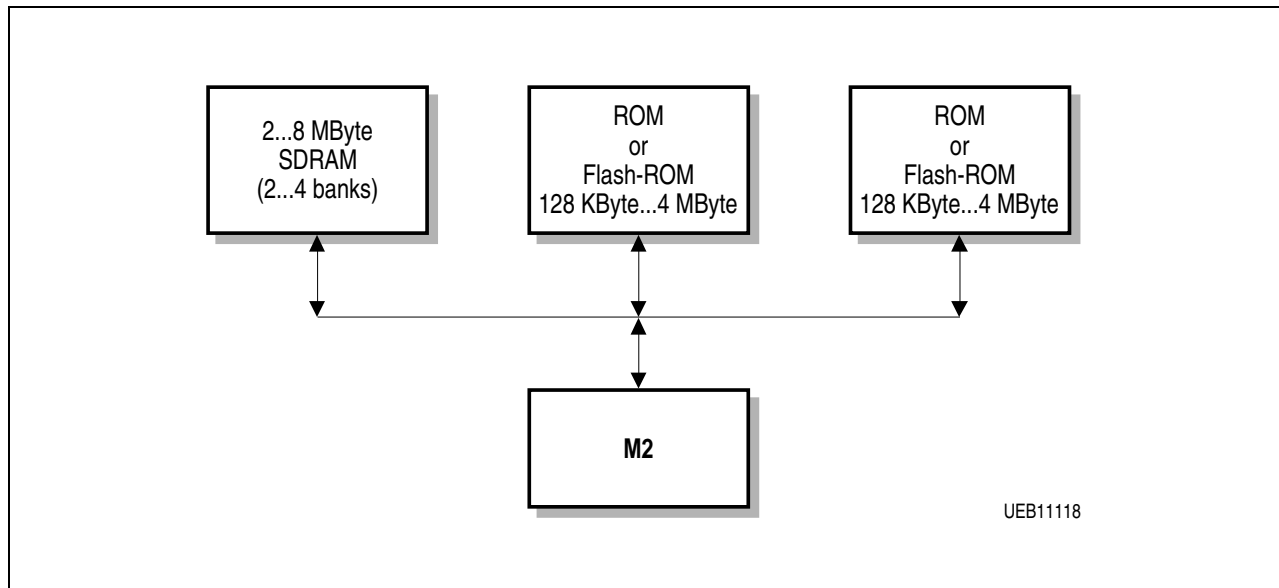 2...8 MByte
SDRAM
(2...4 banks)
ROM
or
Flash-ROM
128 KByte...4 MByte
ROM
or
Flash-ROM
128 KByte...4 MByte
M2
UEB11118